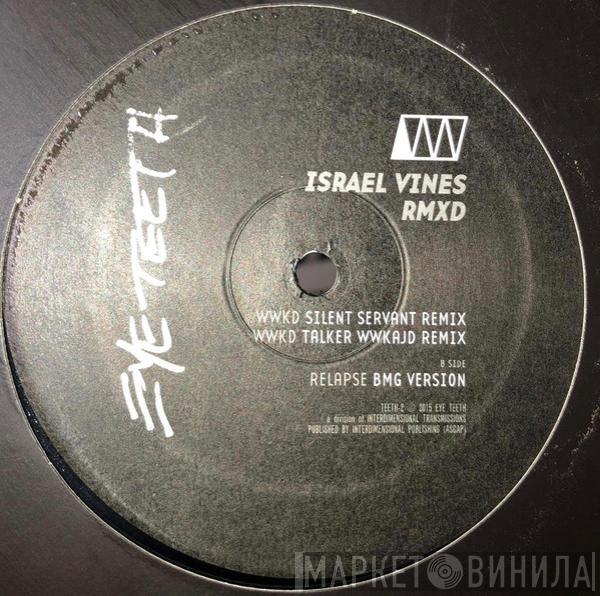 EYE TEETH
ISRAEL VINES
RMXD
WWKD SILENT SERVANT REMIX
WWKD TALKER WWKAJD REMIX
B SIDE
RELAPSE BMG VERSION
TEETH-2 Ⓟ 2015 EYE TEETH
a division of INTERDIMENSIONAL TRANSMISSIONS
PUBLISHED BY INTERDIMENSIONAL PUBLISHING (ASCAP)
МАРКЕТ ВИНИЛА